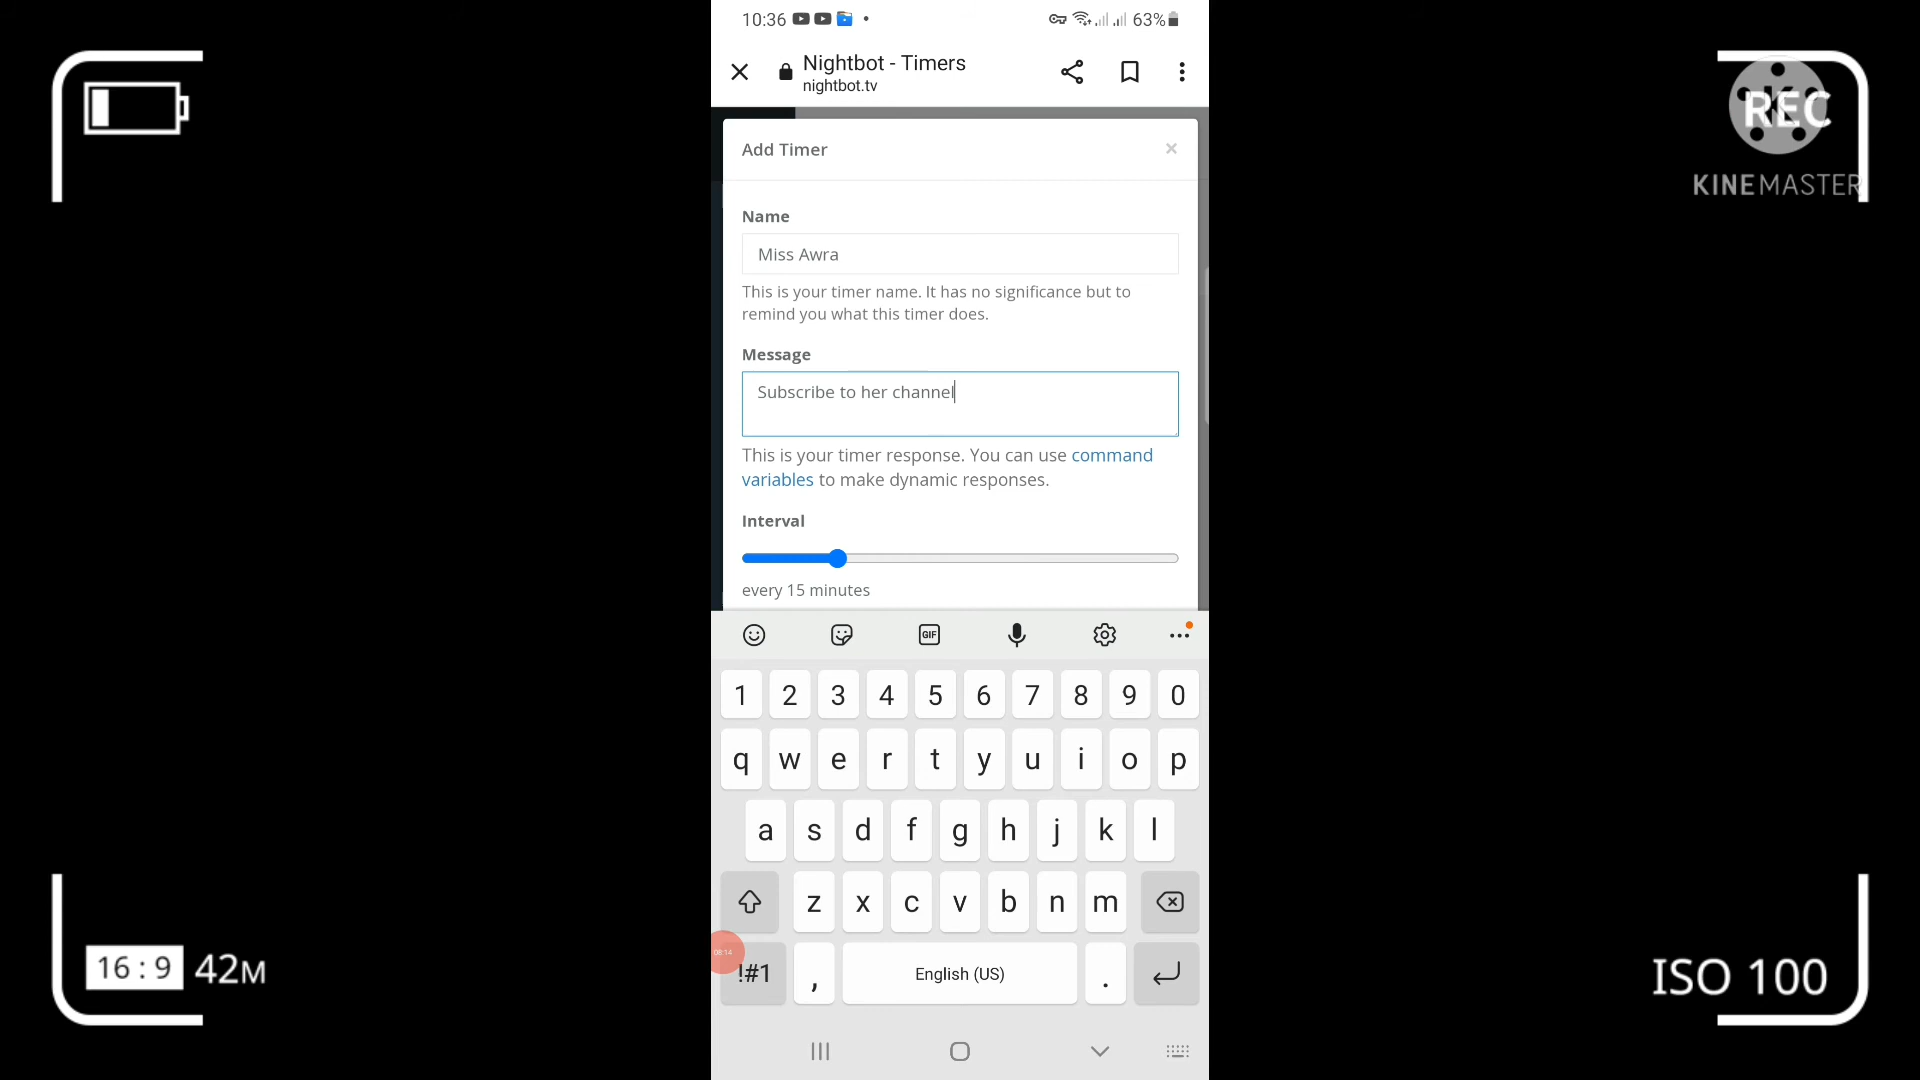 10:36
63%
Nightbot - Timers
nightbot.tv
REC
KINEMASTER
Add Timer
Name
Miss Awra
This is your timer name. It has no significance but to
remind you what this timer does.
Message
Subscribe to her channel
This is your timer response. You can use command
variables to make dynamic responses.
Interval
every 15 minutes
GIF
1 2 3 4 5 6 7 8 9 0
q w e r t y u i o p
a s d f g h j k l
z x c v b n m
08:14
!#1 , English (US) .
16 : 9 42M
ISO 100